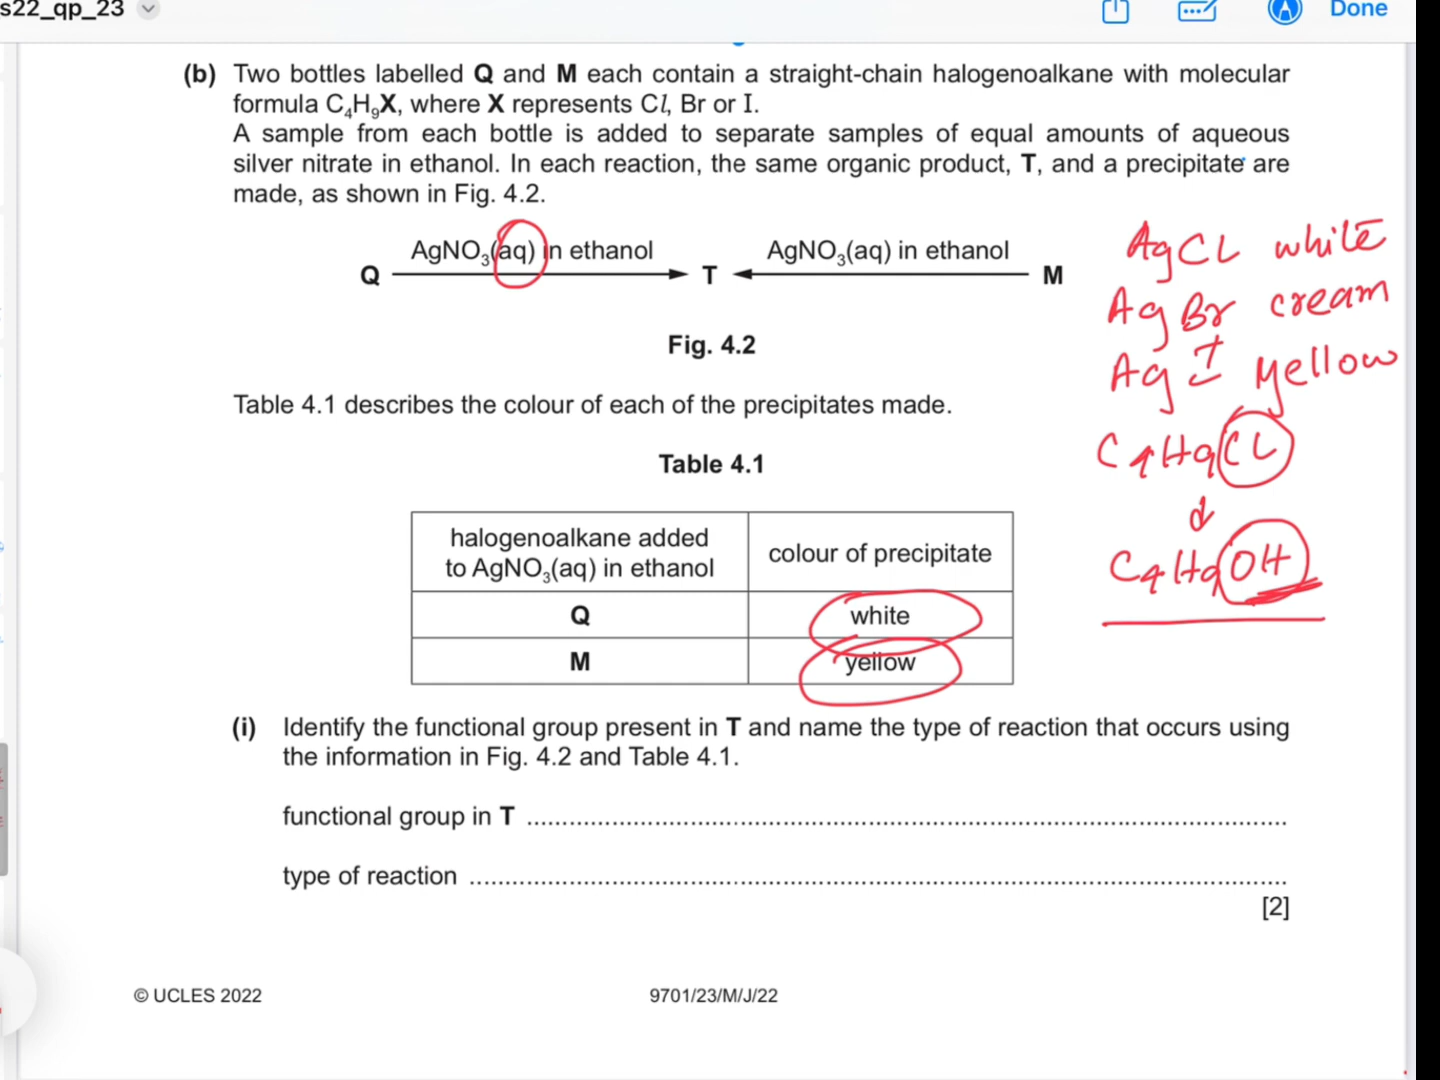 s22_qp_23
Done
(b) Two bottles labelled Q and M each contain a straight-chain halogenoalkane with molecular
formula C₄H₉X, where X represents Cl, Br or I.
A sample from each bottle is added to separate samples of equal amounts of aqueous
silver nitrate in ethanol. In each reaction, the same organic product, T, and a precipitate are
made, as shown in Fig. 4.2.
AgNO₃(aq) in ethanol
AgNO₃(aq) in ethanol
Q
T
M
Fig. 4.2
Table 4.1 describes the colour of each of the precipitates made.
Table 4.1
halogenoalkane added
to AgNO₃(aq) in ethanol
colour of precipitate
Q
white
M
yellow
AgCL white
AgBr cream
AgI yellow
C4H9CL
C4H9OH
(i) Identify the functional group present in T and name the type of reaction that occurs using
the information in Fig. 4.2 and Table 4.1.
functional group in T ..........................................................................................
type of reaction ..........................................................................................
[2]
© UCLES 2022
9701/23/M/J/22